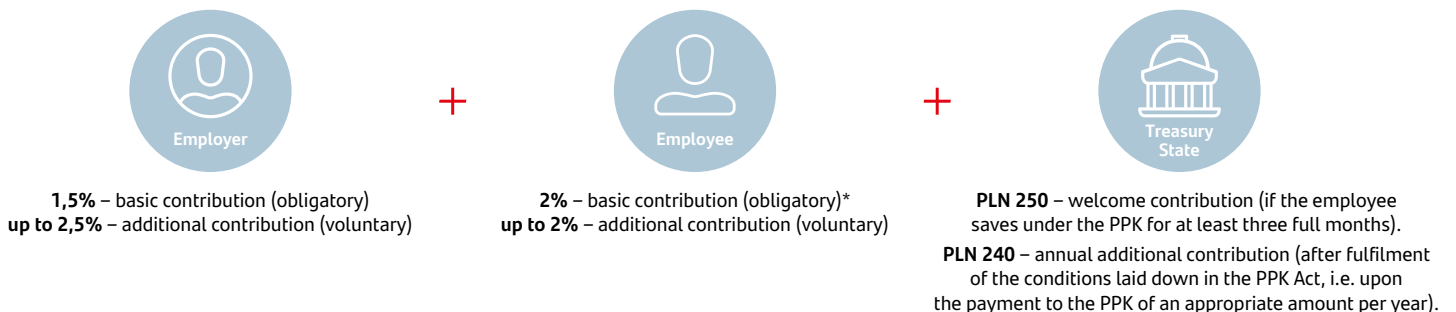 Employer
1,5% – basic contribution (obligatory)
up to 2,5% – additional contribution (voluntary)
+
Employee
2% – basic contribution (obligatory)*
up to 2% – additional contribution (voluntary)
+
Treasury
State
PLN 250 – welcome contribution (if the employee
saves under the PPK for at least three full months).
PLN 240 – annual additional contribution (after fulfilment
of the conditions laid down in the PPK Act, i.e. upon
the payment to the PPK of an appropriate amount per year).